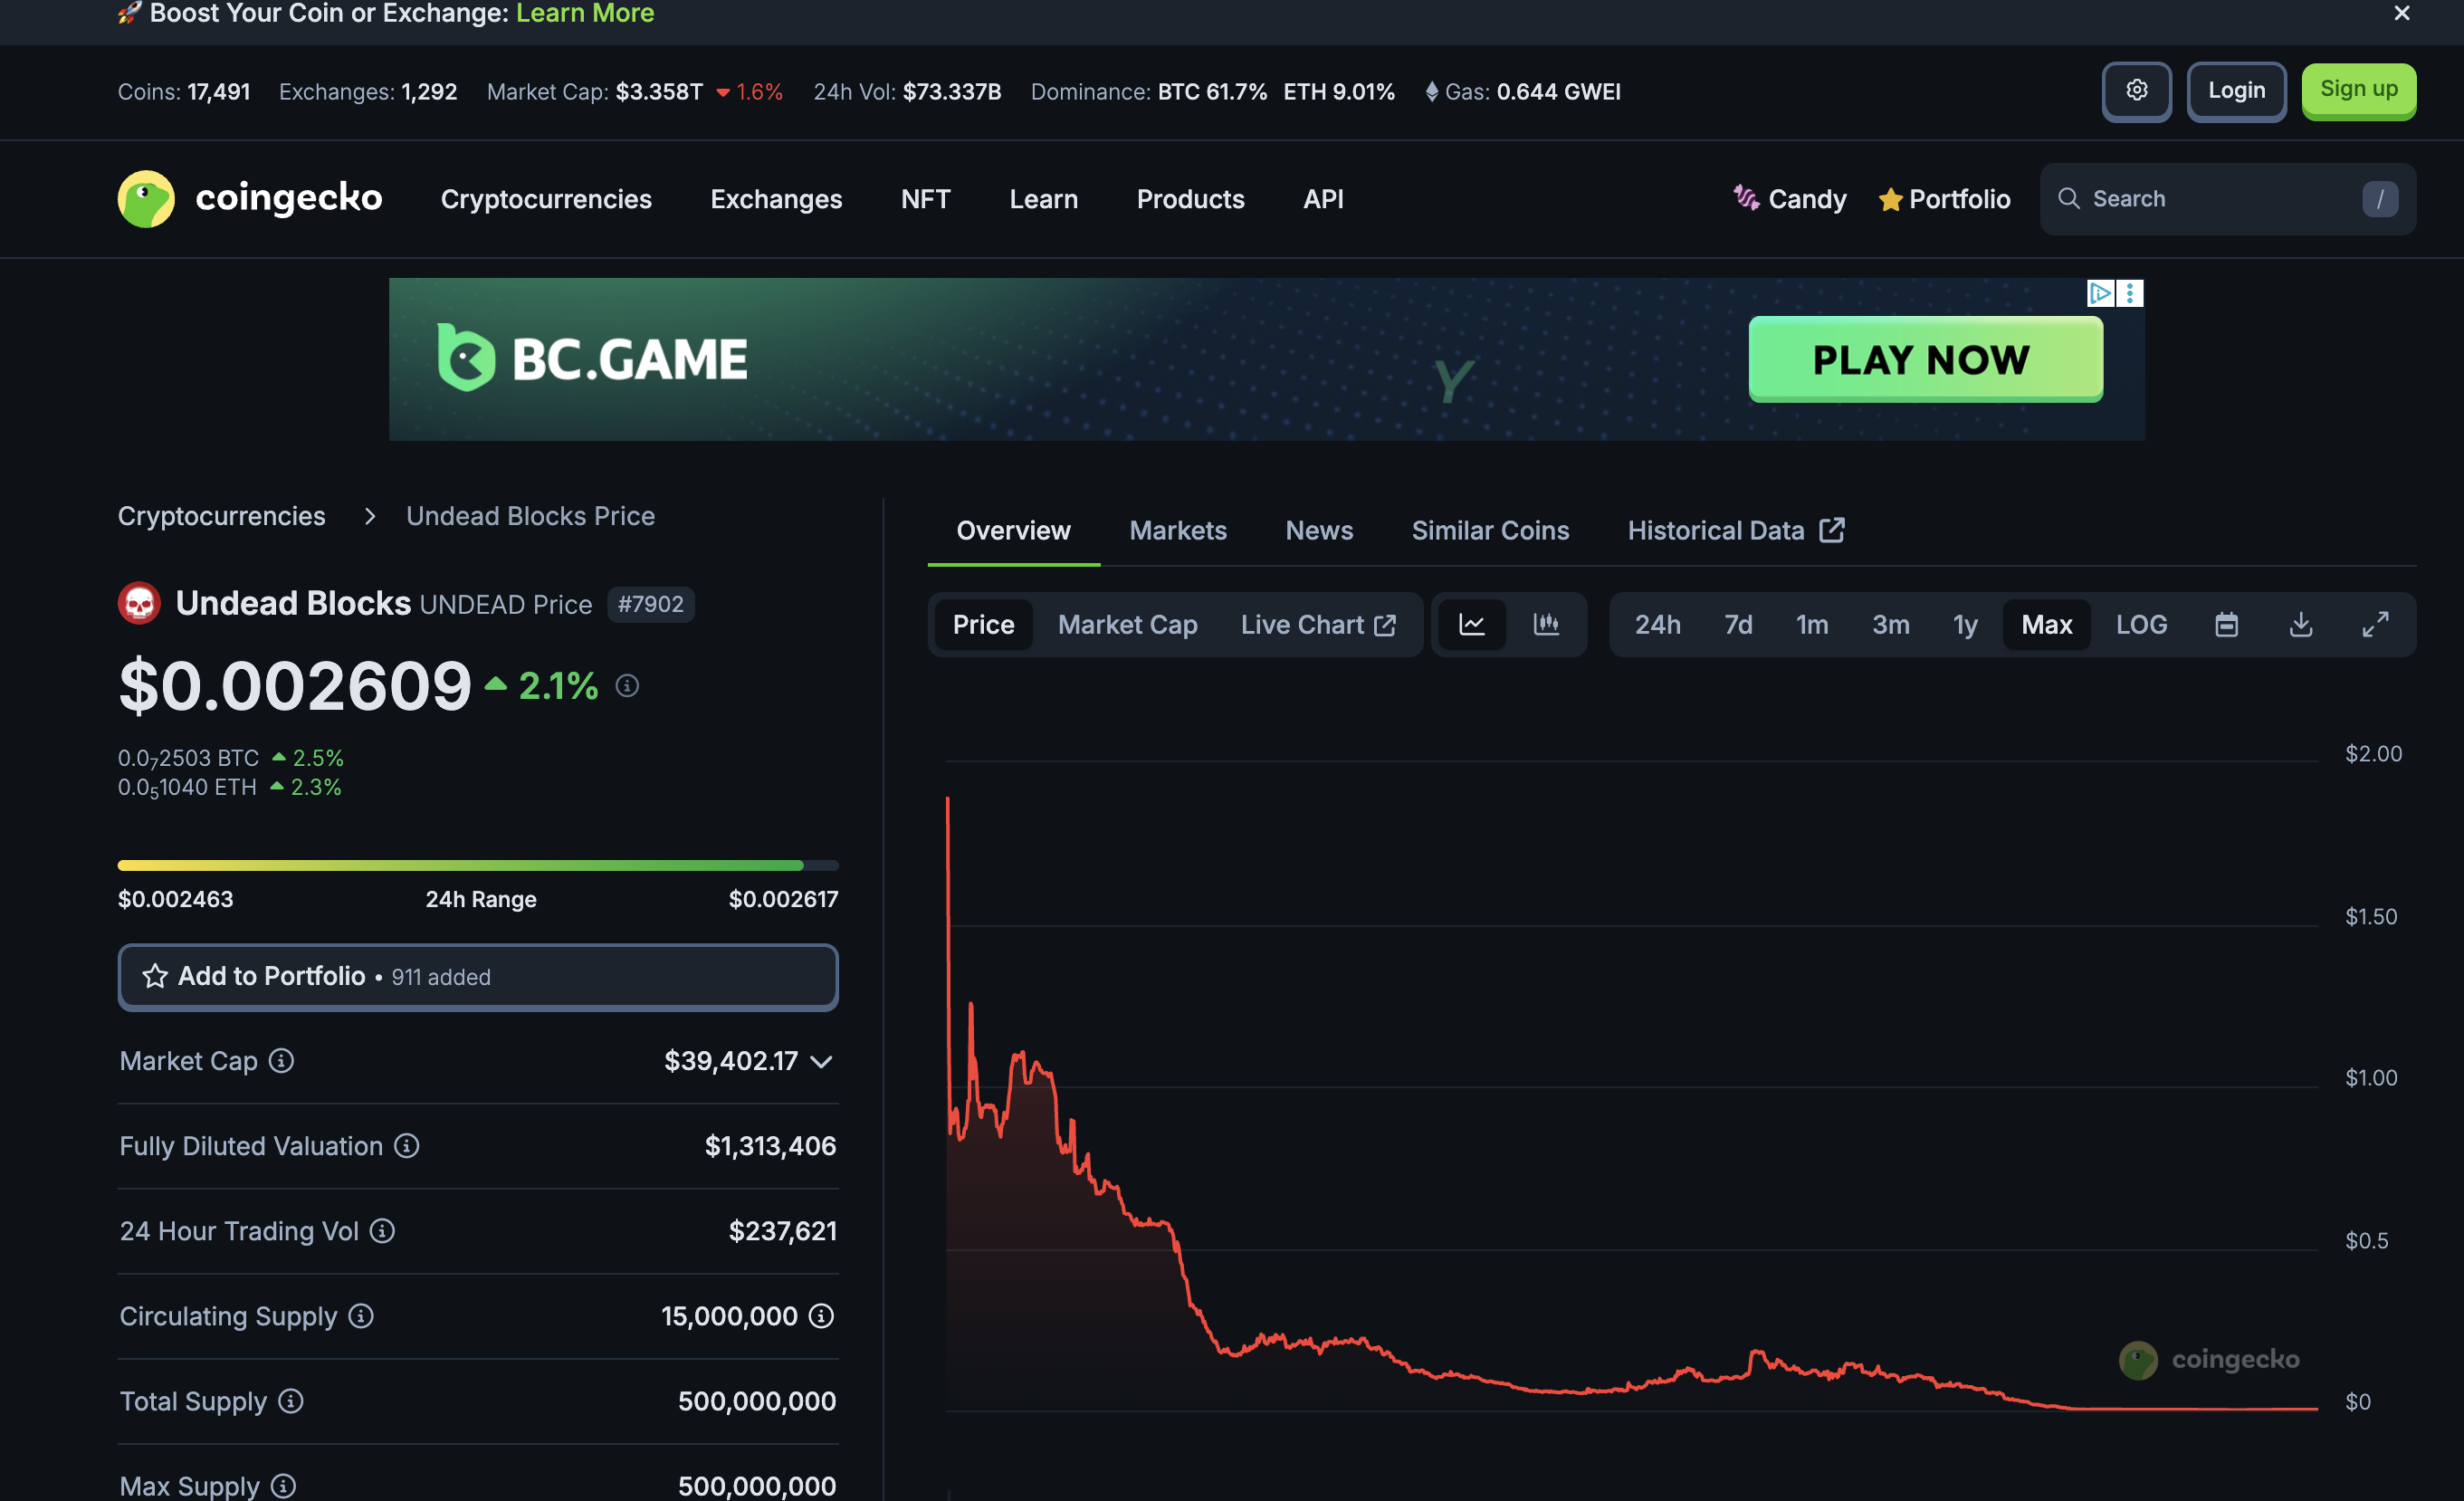 🚀 Boost Your Coin or Exchange: Learn More
Coins: 17,491 Exchanges: 1,292 Market Cap: $3.358T 1.6% 24h Vol: $73.337B Dominance: BTC 61.7% ETH 9.01% Gas: 0.644 GWEI
Login
Sign up
coingecko
Cryptocurrencies
Exchanges
NFT
Learn
Products
API
Candy
Portfolio
Search /
BC.GAME
Y
PLAY NOW
Cryptocurrencies > Undead Blocks Price
Undead Blocks UNDEAD Price #7902
$0.002609 2.1%
0.0₇2503 BTC 2.5%
0.0₅1040 ETH 2.3%
$0.002463 24h Range $0.002617
Add to Portfolio • 911 added
Market Cap $39,402.17
Fully Diluted Valuation $1,313,406
24 Hour Trading Vol $237,621
Circulating Supply 15,000,000
Total Supply 500,000,000
Max Supply 500,000,000
Overview
Markets
News
Similar Coins
Historical Data
Price
Market Cap
Live Chart
24h
7d
1m
3m
1y
Max
LOG
$2.00
$1.50
$1.00
$0.5
$0
coingecko